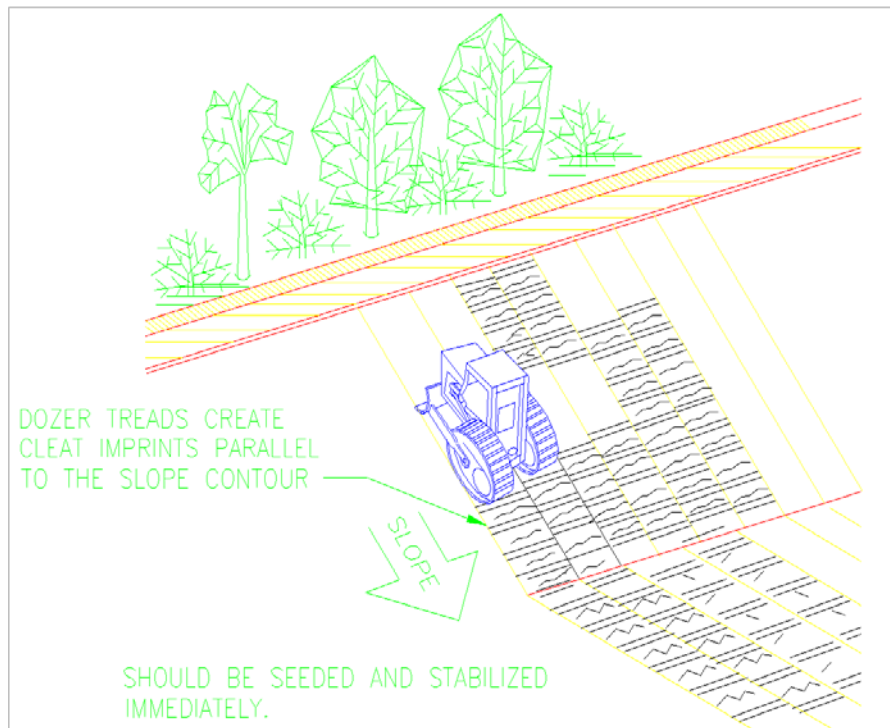 DOZER TREADS CREATE
CLEAT IMPRINTS PARALLEL
TO THE SLOPE CONTOUR
SLOPE
SHOULD BE SEEDED AND STABILIZED
IMMEDIATELY.